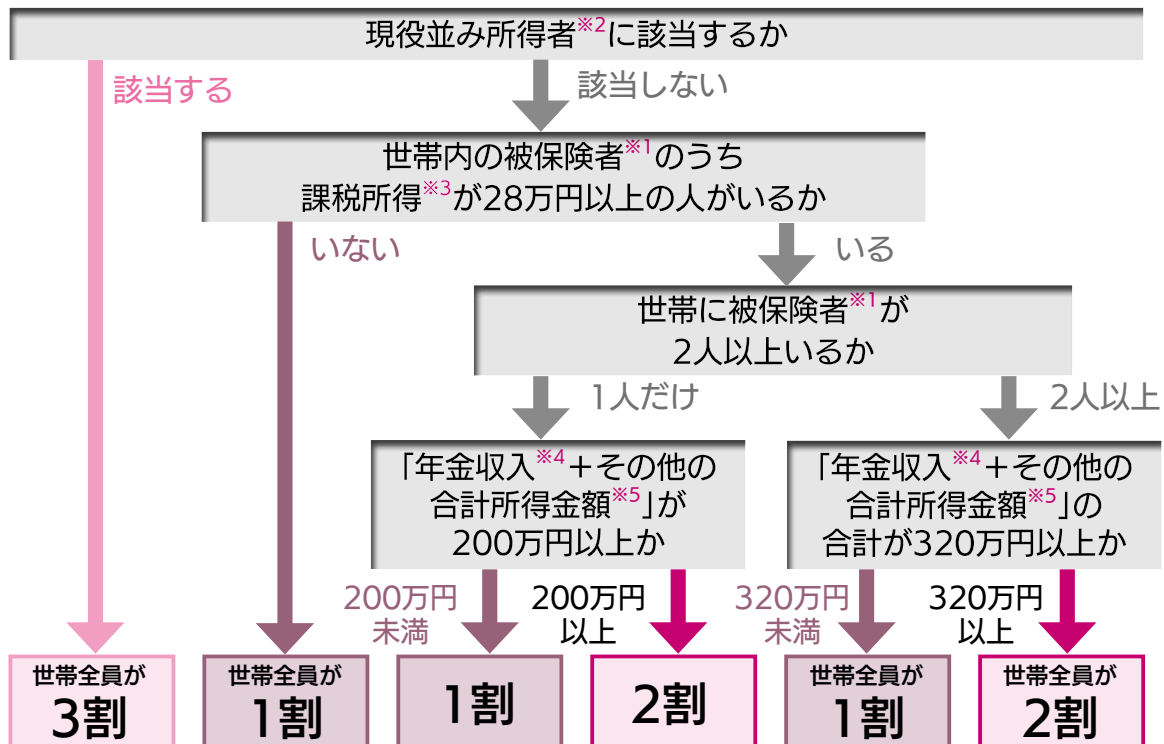 現役並み所得者※2に該当するか
該当する
該当しない
世帯内の被保険者※1のうち
課税所得※3が28万円以上の人がいるか
いない
いる
世帯に被保険者※1が
2人以上いるか
1人だけ
2人以上
「年金収入※4+その他の
合計所得金額※5」が
200万円以上か
「年金収入※4+その他の
合計所得金額※5」の
合計が320万円以上か
200万円
未満
200万円
以上
320万円
未満
320万円
以上
世帯全員が
3割
世帯全員が
1割
1割
2割
世帯全員が
1割
世帯全員が
2割